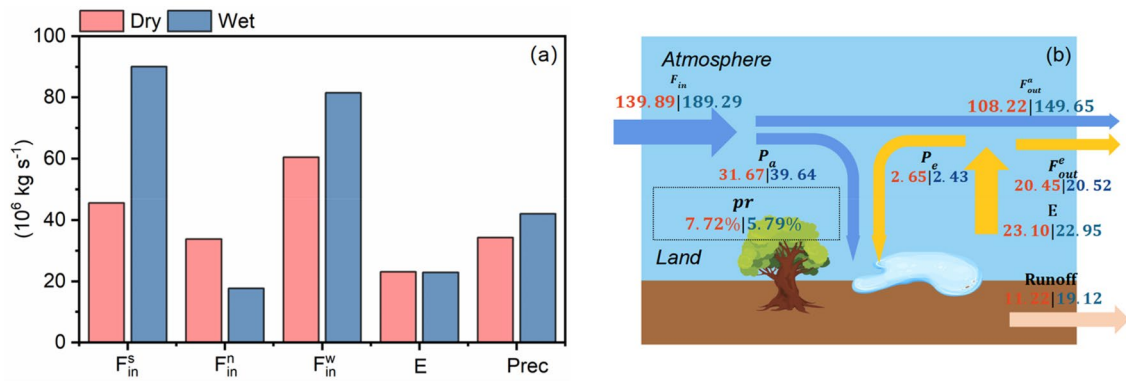 Dry Wet
(a)
100
80
60
40
20
0
(10⁶ kg s⁻¹)
Fˢᵢₙ Fⁿᵢₙ Fʷᵢₙ E Prec
(b)
Atmosphere
Fᵢₙ
139.89|189.29
Fᵃₒᵤₜ
108.22|149.65
Pₐ
31.67|39.64
Pₑ
2.65|2.43
Fᵉₒᵤₜ
20.45|20.52
pr
7.72%|5.79%
E
23.10|22.95
Land
Runoff
11.22|19.12